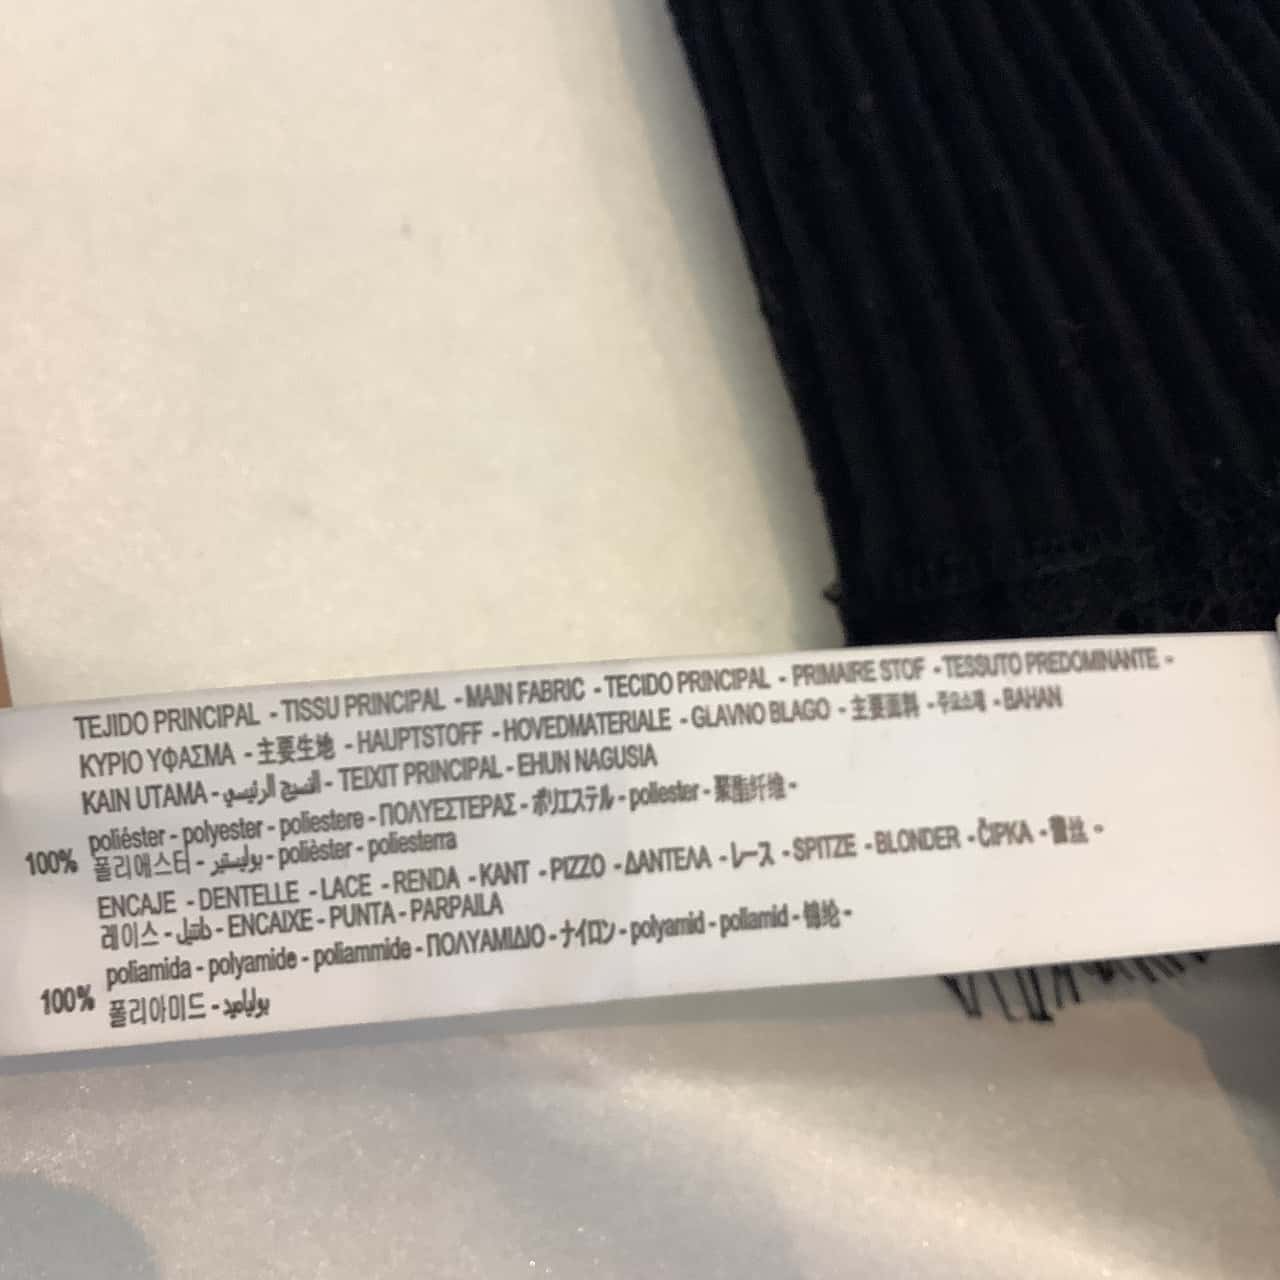 TEJIDO PRINCIPAL - TISSU PRINCIPAL - MAIN FABRIC - TECIDO PRINCIPAL - PRIMAIRE STOF - TESSUTO PREDOMINANTE -
ΚΥΡΙΟ ΥΦΑΣΜΑ - 主要生地 - HAUPTSTOFF - HOVEDMATERIALE - GLAVNO BLAGO - 主要面料 - 주요소재 - BAHAN
KAIN UTAMA - النسيج الرئيسي - TEIXIT PRINCIPAL - EHUN NAGUSIA
poliéster - polyester - poliestere - ΠΟΛΥΕΣΤΕΡΑΣ - ポリエステル - poliester - 聚酯纤维 -
100% 폴리에스터 - بوليستير - polièster - poliesterra
ENCAJE - DENTELLE - LACE - RENDA - KANT - PIZZO - ΔΑΝΤΕΛΑ - レース - SPITZE - BLONDER - ČIPKA - 蕾丝 -
레이스 - دانتيل - ENCAIXE - PUNTA - PARPAILA
poliamida - polyamide - poliammide - ΠΟΛΥΑΜΙΔΙΟ - ナイロン - polyamid - poliamid - 锦纶 -
100% 폴리아미드 - بولياميد